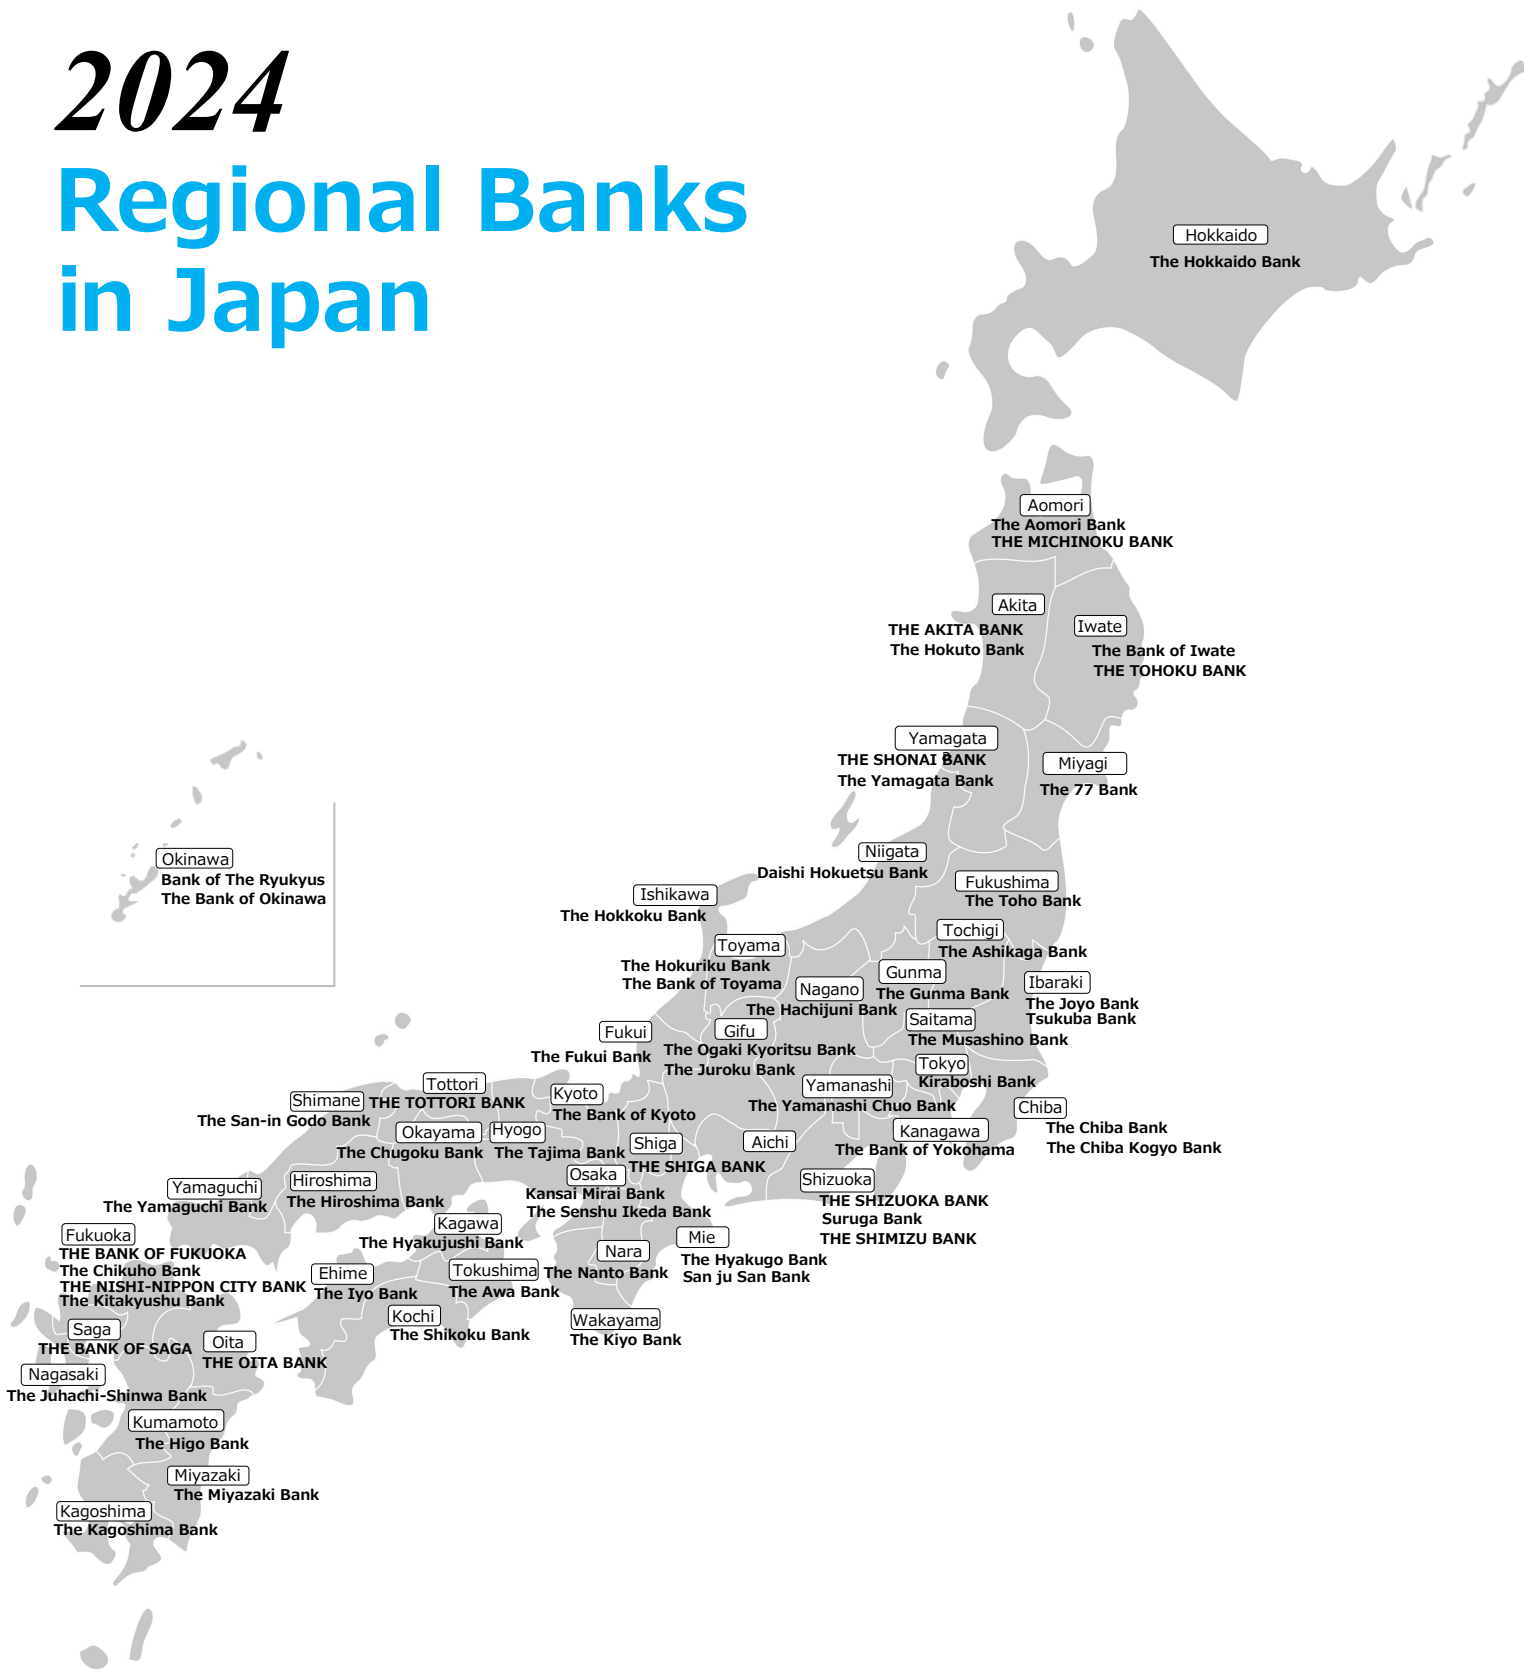 2024
Regional Banks
in Japan
Hokkaido
The Hokkaido Bank
Aomori
The Aomori Bank
THE MICHINOKU BANK
Akita
THE AKITA BANK
The Hokuto Bank
Iwate
The Bank of Iwate
THE TOHOKU BANK
Yamagata
THE SHONAI BANK
The Yamagata Bank
Miyagi
The 77 Bank
Okinawa
Bank of The Ryukyus
The Bank of Okinawa
Niigata
Daishi Hokuetsu Bank
Fukushima
The Toho Bank
Ishikawa
The Hokkoku Bank
Tochigi
The Ashikaga Bank
Toyama
The Hokuriku Bank
The Bank of Toyama
Gunma
The Gunma Bank
Nagano
The Hachijuni Bank
Ibaraki
The Joyo Bank
Tsukuba Bank
Saitama
The Musashino Bank
Fukui
The Fukui Bank
Gifu
The Ogaki Kyoritsu Bank
The Juroku Bank
Tokyo
Kiraboshi Bank
Yamanashi
The Yamanashi Chuo Bank
Chiba
The Chiba Bank
The Chiba Kogyo Bank
Kanagawa
The Bank of Yokohama
Tottori
THE TOTTORI BANK
Shimane
The San-in Godo Bank
Kyoto
The Bank of Kyoto
Okayama
The Chugoku Bank
Hyogo
The Tajima Bank
Shiga
THE SHIGA BANK
Aichi
Osaka
Kansai Mirai Bank
The Senshu Ikeda Bank
Shizuoka
THE SHIZUOKA BANK
Suruga Bank
THE SHIMIZU BANK
Hiroshima
The Hiroshima Bank
Yamaguchi
The Yamaguchi Bank
Kagawa
The Hyakujushi Bank
Mie
The Hyakugo Bank
San ju San Bank
Nara
The Nanto Bank
Fukuoka
THE BANK OF FUKUOKA
The Chikuho Bank
THE NISHI-NIPPON CITY BANK
The Kitakyushu Bank
Ehime
The Iyo Bank
Tokushima
The Awa Bank
Kochi
The Shikoku Bank
Wakayama
The Kiyo Bank
Saga
THE BANK OF SAGA
Oita
THE OITA BANK
Nagasaki
The Juhachi-Shinwa Bank
Kumamoto
The Higo Bank
Miyazaki
The Miyazaki Bank
Kagoshima
The Kagoshima Bank